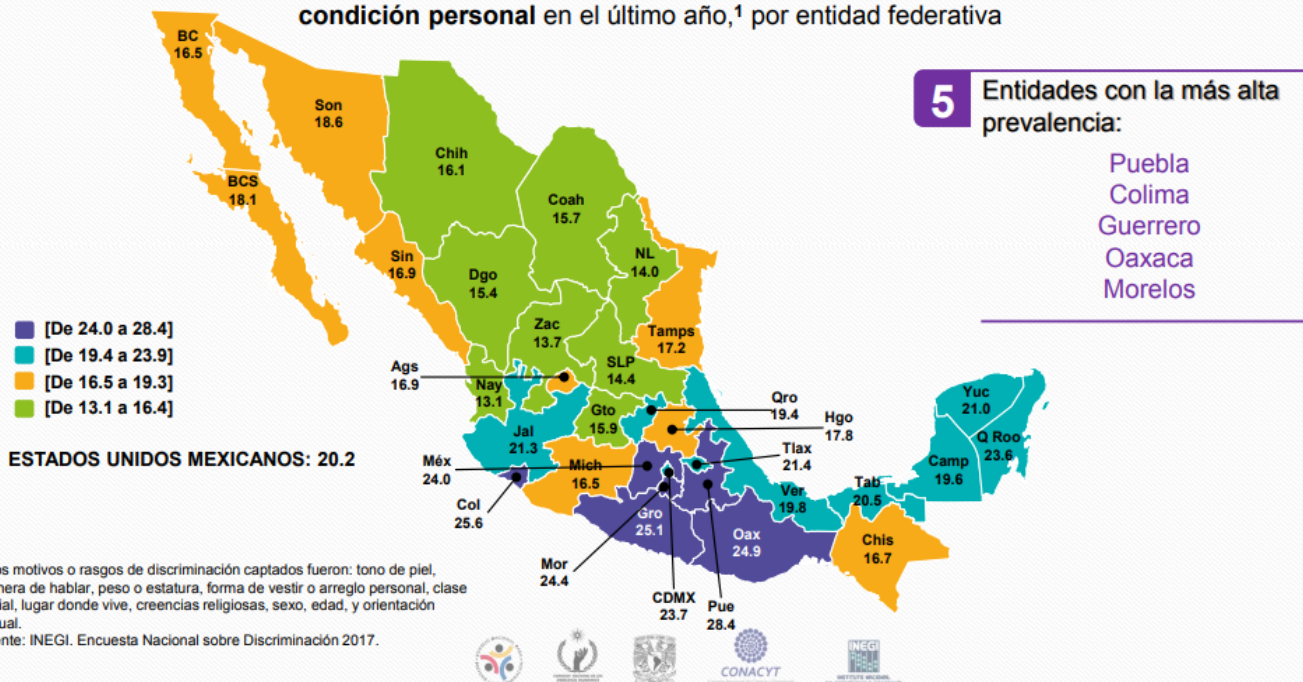 condición personal en el último año,¹ por entidad federativa
5
Entidades con la más alta
prevalencia:
Puebla
Colima
Guerrero
Oaxaca
Morelos
BC
16.5
Son
18.6
BCS
18.1
Chih
16.1
Coah
15.7
Sin
16.9
Dgo
15.4
NL
14.0
Zac
13.7
Tamps
17.2
SLP
14.4
Ags
16.9
Nay
13.1
Gto
15.9
Jal
21.3
Qro
19.4
Hgo
17.8
Tlax
21.4
Méx
24.0
Mich
16.5
Col
25.6
Gro
25.1
Mor
24.4
CDMX
23.7
Pue
28.4
Oax
24.9
Ver
19.8
Tab
20.5
Chis
16.7
Camp
19.6
Yuc
21.0
Q Roo
23.6
[De 24.0 a 28.4]
[De 19.4 a 23.9]
[De 16.5 a 19.3]
[De 13.1 a 16.4]
ESTADOS UNIDOS MEXICANOS: 20.2
os motivos o rasgos de discriminación captados fueron: tono de piel,
nera de hablar, peso o estatura, forma de vestir o arreglo personal, clase
ial, lugar donde vive, creencias religiosas, sexo, edad, y orientación
ual.
nte: INEGI. Encuesta Nacional sobre Discriminación 2017.
CONACYT
INEGI